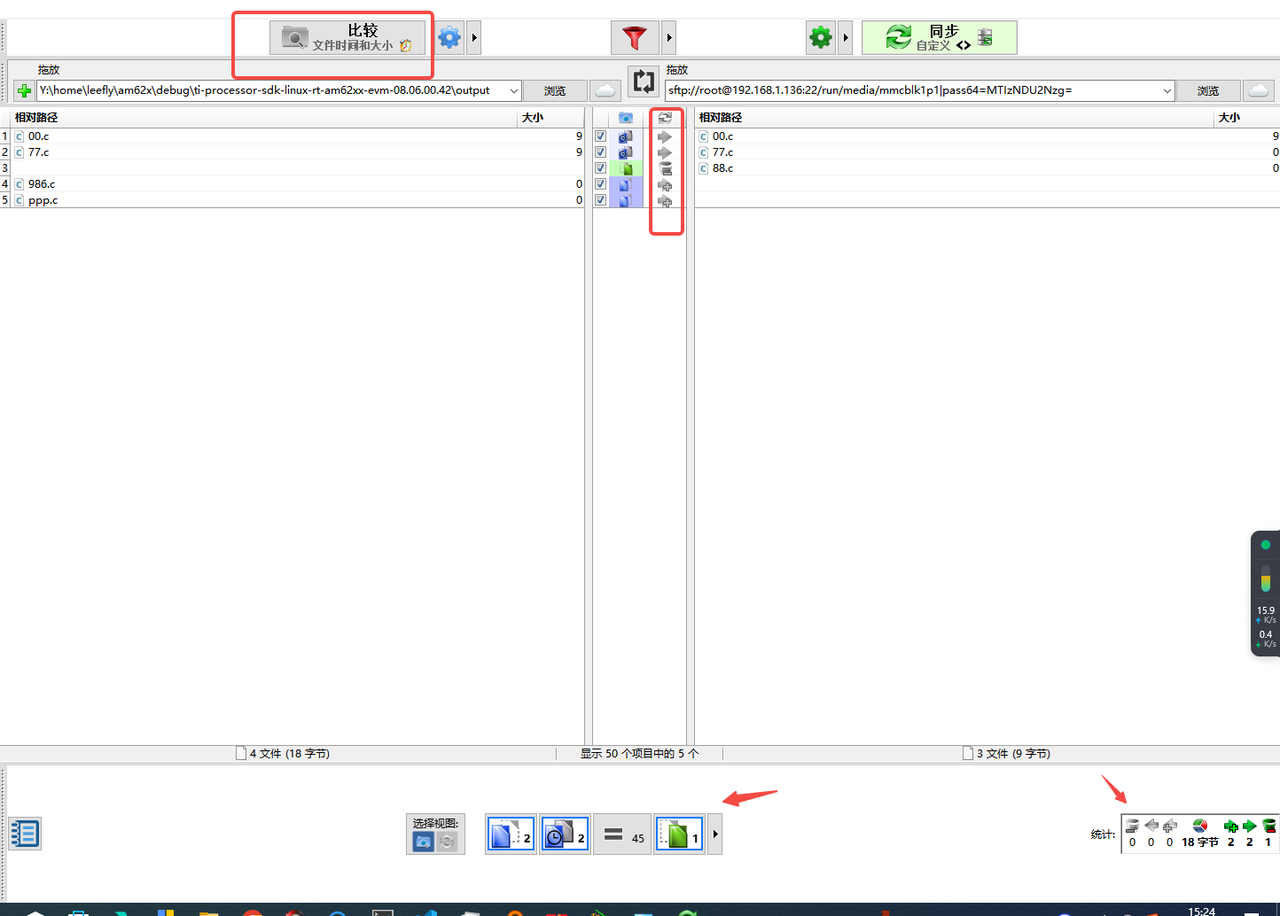 比较
文件时间和大小
同步
自定义
拖放
Y:\home\leefly\am62x\debug\ti-processor-sdk-linux-rt-am62xx-evm-08.06.00.42\output
浏览
拖放
sftp://root@192.168.1.136:22/run/media/mmcblk1p1|pass64=MTIzNDU2Nzg=
浏览
相对路径 大小
相对路径 大小
1 00.c 9
00.c 9
2 77.c 9
77.c 0
3
88.c 0
4 986.c 0
5 ppp.c 0
4 文件 (18 字节)
显示 50 个项目中的 5 个
3 文件 (9 字节)
选择视图:
2
2
45
1
统计:
0 0 0 18 字节 2 2 1
15.9
K/s
0.4
K/s
15:24